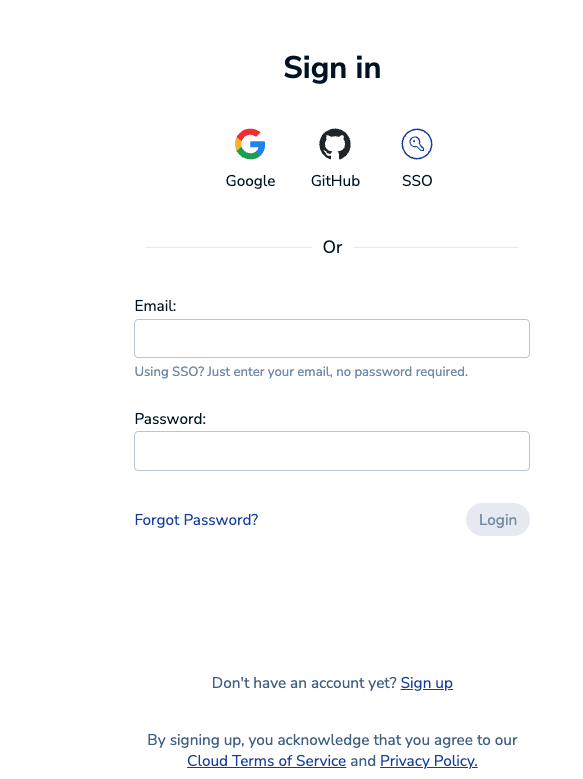 Sign in
Google GitHub SSO
Or
Email:
Using SSO? Just enter your email, no password required.
Password:
Forgot Password? Login
Don't have an account yet? Sign up
By signing up, you acknowledge that you agree to our
Cloud Terms of Service and Privacy Policy.